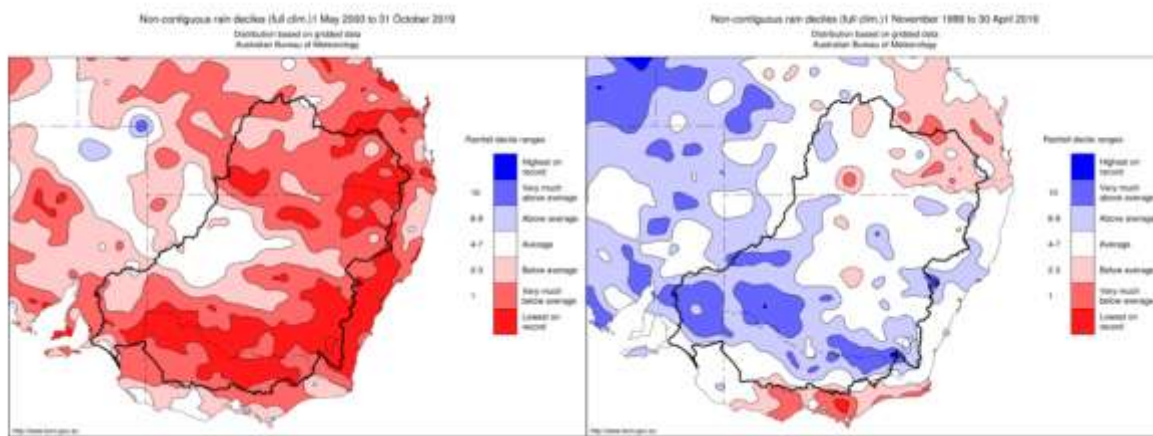 Non-contiguous rain deciles (full clim.)1 May 2000 to 31 October 2019
Distribution based on gridded data
Australian Bureau of Meteorology
Rainfall decile ranges
Highest on
record
10
Very much
above average
8-9
Above average
4-7
Average
2-3
Below average
1
Very much
below average
Lowest on
record
http://www.bom.gov.au
Non-contiguous rain deciles (full clim.)1 November 1999 to 30 April 2019
Distribution based on gridded data
Australian Bureau of Meteorology
Rainfall decile ranges
Highest on
record
10
Very much
above average
8-9
Above average
4-7
Average
2-3
Below average
1
Very much
below average
Lowest on
record
http://www.bom.gov.au